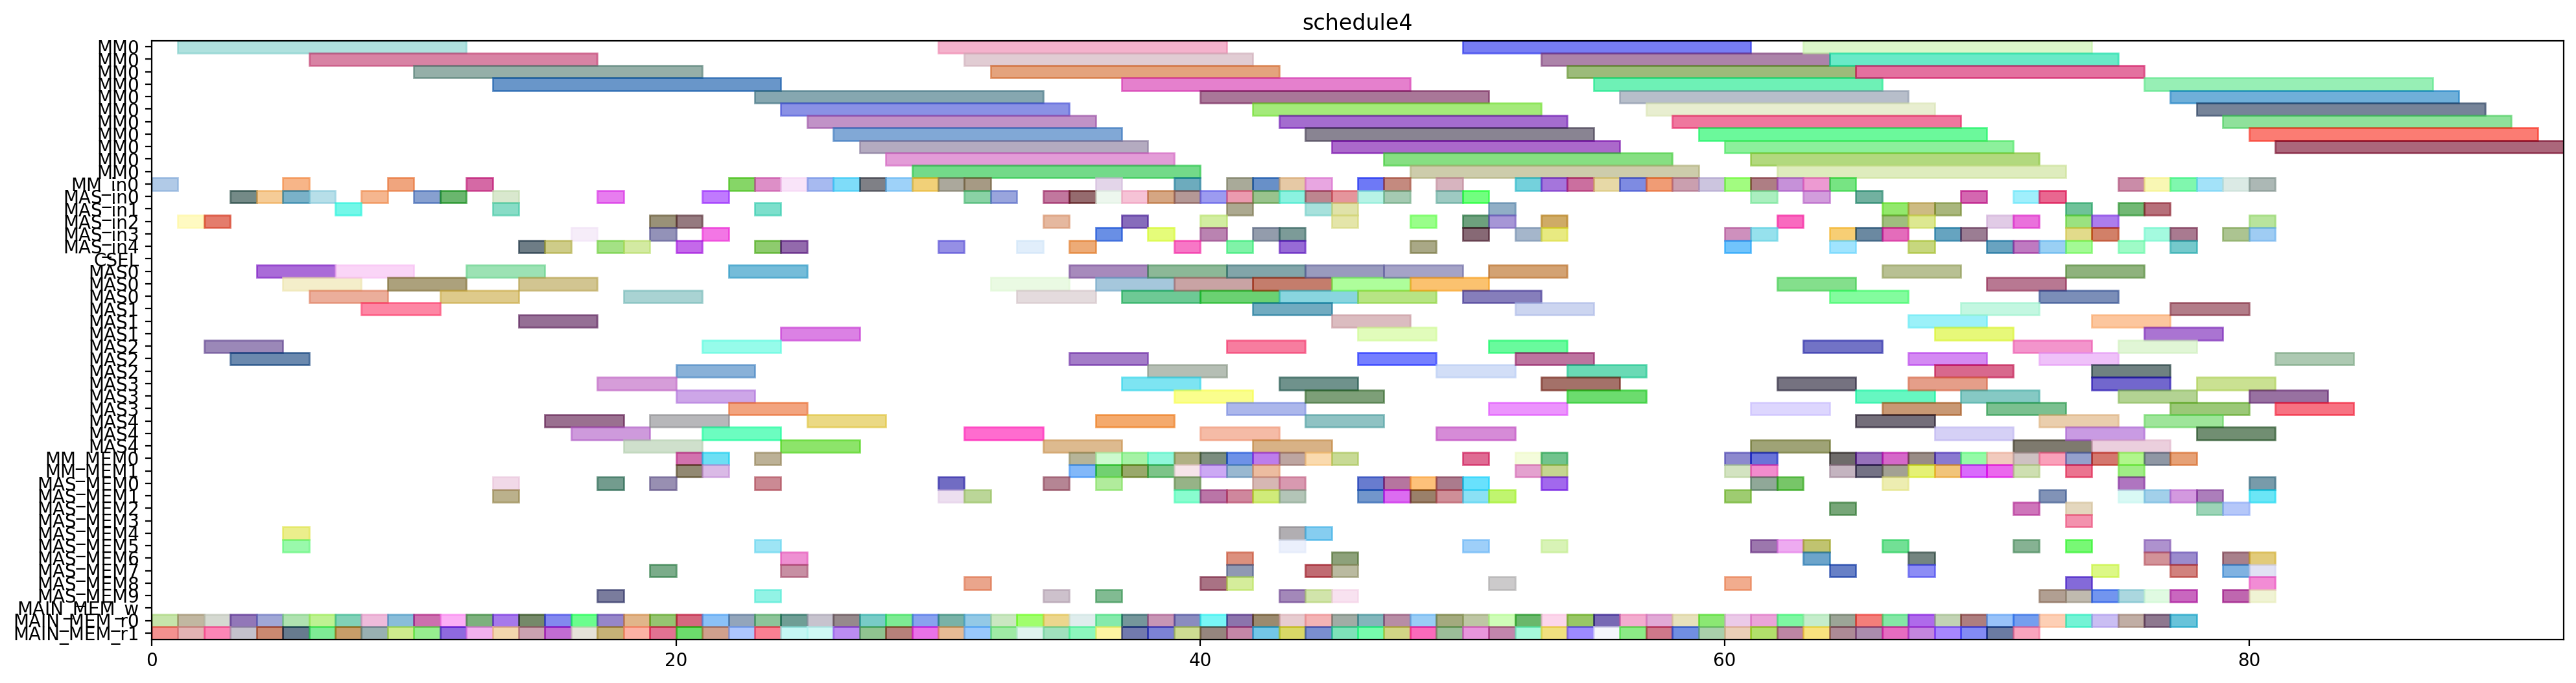 schedule4
MM0
MM0
MM0
MM0
MM0
MM0
MM0
MM0
MM0
MM0
MM0
MM_in0
MAS_in0
MAS_in1
MAS_in2
MAS_in3
MAS_in4
CSEL
MAS0
MAS0
MAS0
MAS1
MAS1
MAS1
MAS2
MAS2
MAS2
MAS3
MAS3
MAS3
MAS4
MAS4
MAS4
MM_MEM0
MM_MEM1
MAS_MEM0
MAS_MEM1
MAS_MEM2
MAS_MEM3
MAS_MEM4
MAS_MEM5
MAS_MEM6
MAS_MEM7
MAS_MEM8
MAS_MEM9
MAIN_MEM_w
MAIN_MEM_r0
MAIN_MEM_r1
0 20 40 60 80